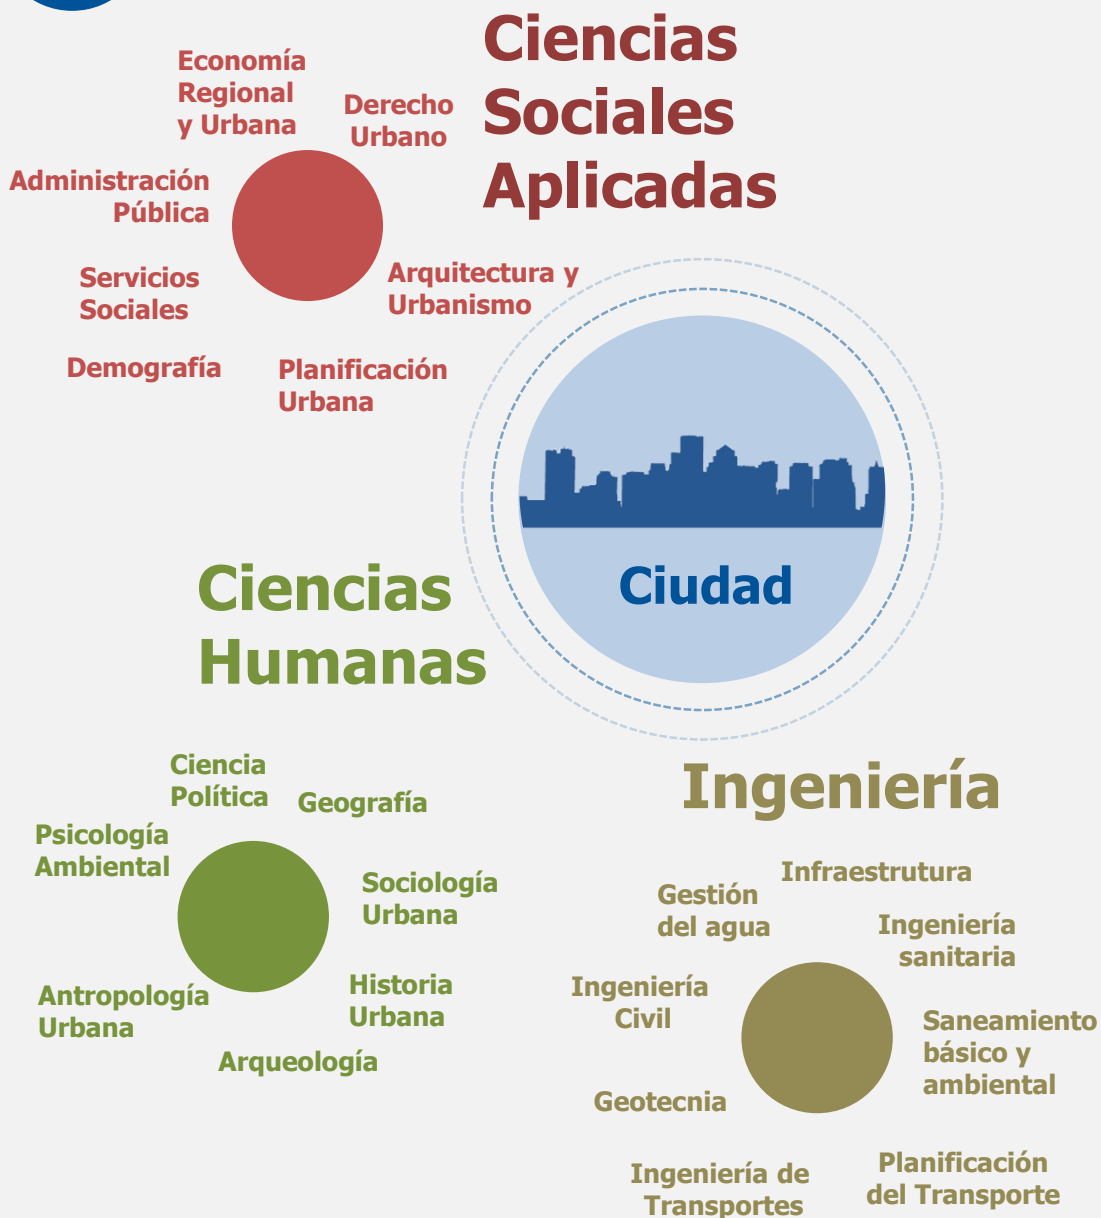 Ciencias
Sociales
Aplicadas
Economía
Regional
y Urbana
Derecho
Urbano
Administración
Pública
Servicios
Sociales
Arquitectura y
Urbanismo
Demografía
Planificación
Urbana
Ciudad
Ciencias
Humanas
Ciencia
Política
Geografía
Psicología
Ambiental
Sociología
Urbana
Antropología
Urbana
Historia
Urbana
Arqueología
Ingeniería
Infraestrutura
Gestión
del agua
Ingeniería
sanitaria
Ingeniería
Civil
Saneamiento
básico y
ambiental
Geotecnia
Ingeniería de
Transportes
Planificación
del Transporte